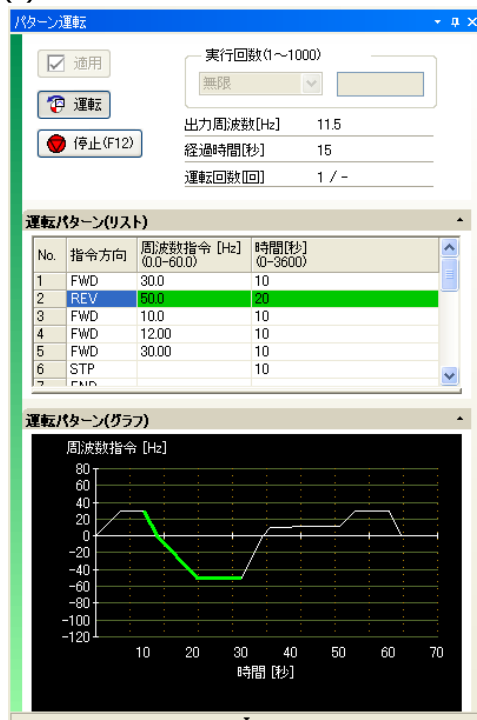 パターン運転
適用
実行回数(1～1000)
無限
運転
停止(F12)
出力周波数[Hz] 11.5
経過時間[秒] 15
運転回数[回] 1 / -
運転パターン(リスト)
No. 指令方向 周波数指令 [Hz] (0.0-60.0) 時間[秒] (0-3600)
1 FWD 30.0 10
2 REV 50.0 20
3 FWD 10.0 10
4 FWD 12.00 10
5 FWD 30.00 10
6 STP 10
7 END
運転パターン(グラフ)
周波数指令 [Hz]
80
60
40
20
0
-20
-40
-60
-80
-100
-120
10 20 30 40 50 60 70
時間 [秒]